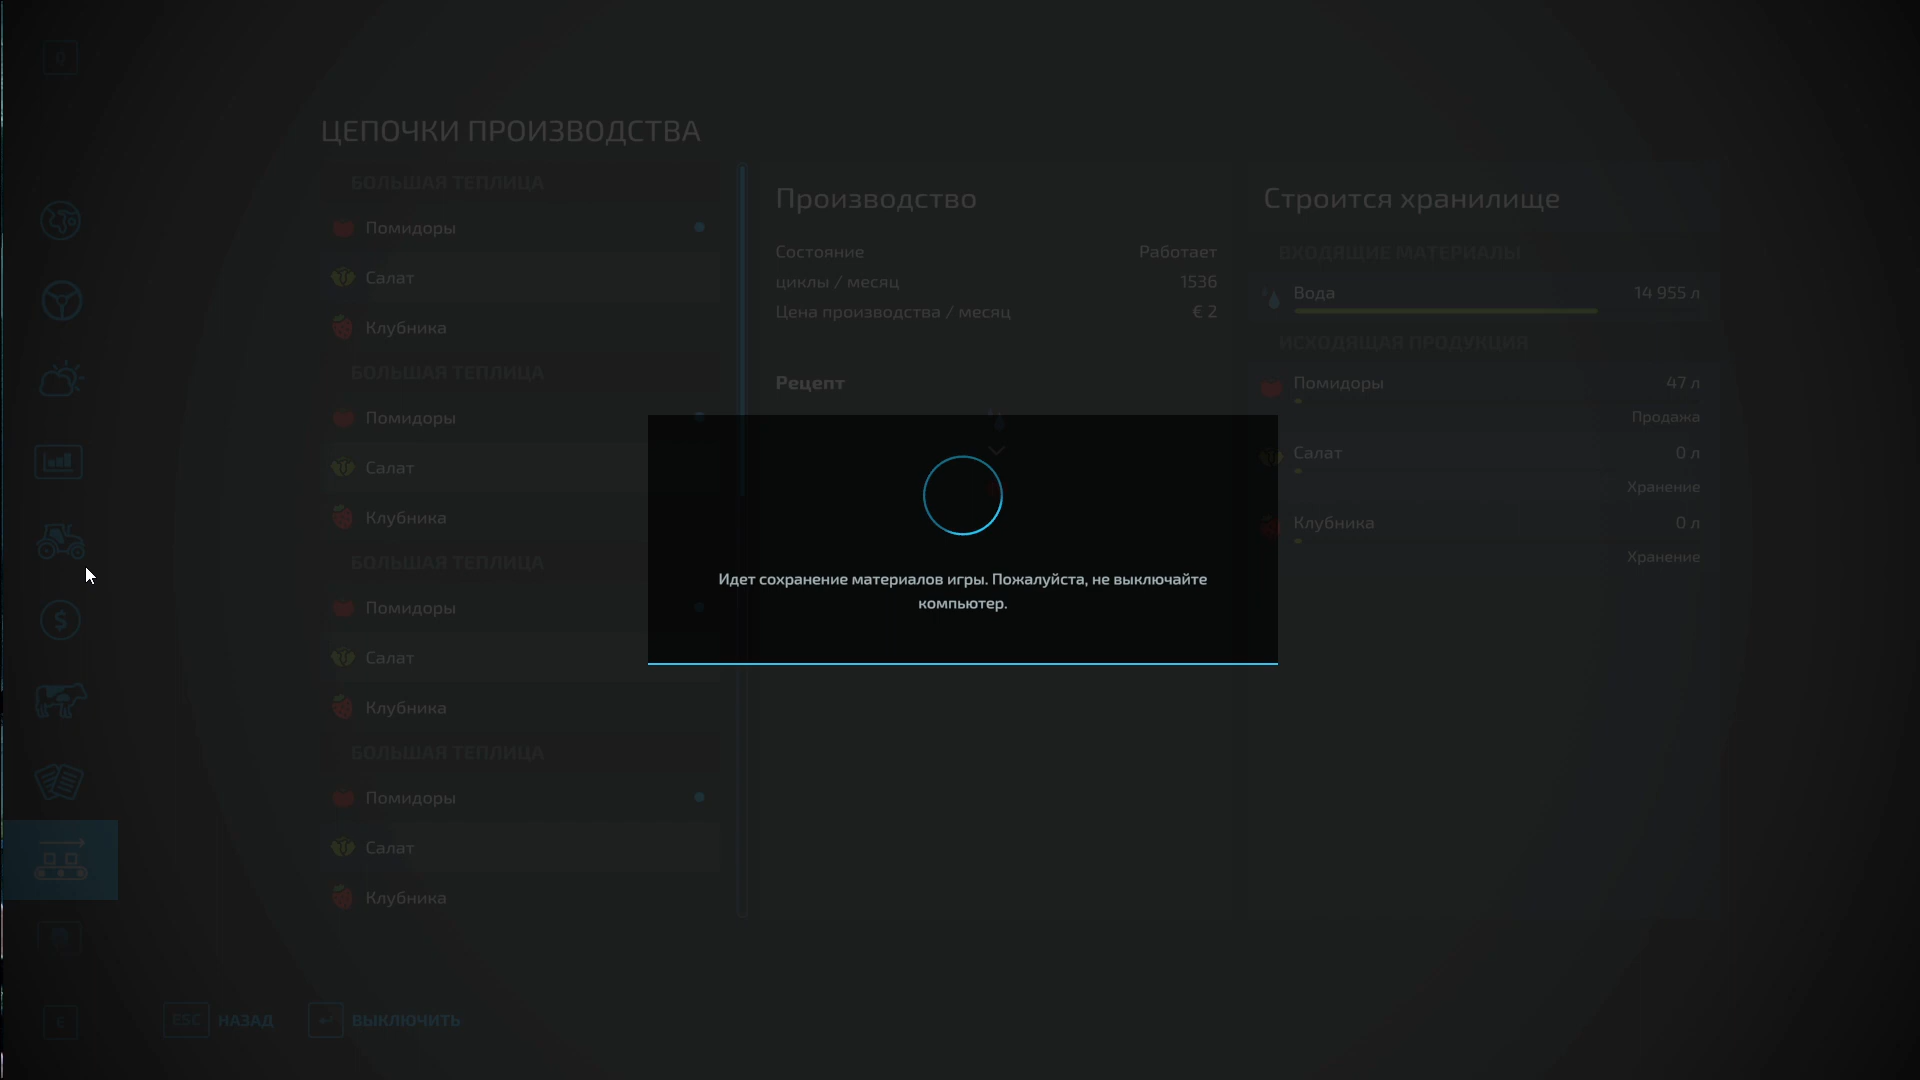 Q
ЦЕПОЧКИ ПРОИЗВОДСТВА
БОЛЬШАЯ ТЕПЛИЦА
Помидоры
Салат
Клубника
БОЛЬШАЯ ТЕПЛИЦА
Помидоры
Салат
Клубника
БОЛЬШАЯ ТЕПЛИЦА
Помидоры
Салат
Клубника
БОЛЬШАЯ ТЕПЛИЦА
Помидоры
Салат
Клубника
Производство
Состояние Работает
циклы / месяц 1536
Цена производства / месяц € 2
Рецепт
Строится хранилище
ВХОДЯЩИЕ МАТЕРИАЛЫ
Вода 14 955 л
ИСХОДЯЩАЯ ПРОДУКЦИЯ
Помидоры 47 л
Продажа
Салат 0 л
Хранение
Клубника 0 л
Хранение
Идет сохранение материалов игры. Пожалуйста, не выключайте
компьютер.
E
ESC НАЗАД ВЫКЛЮЧИТЬ